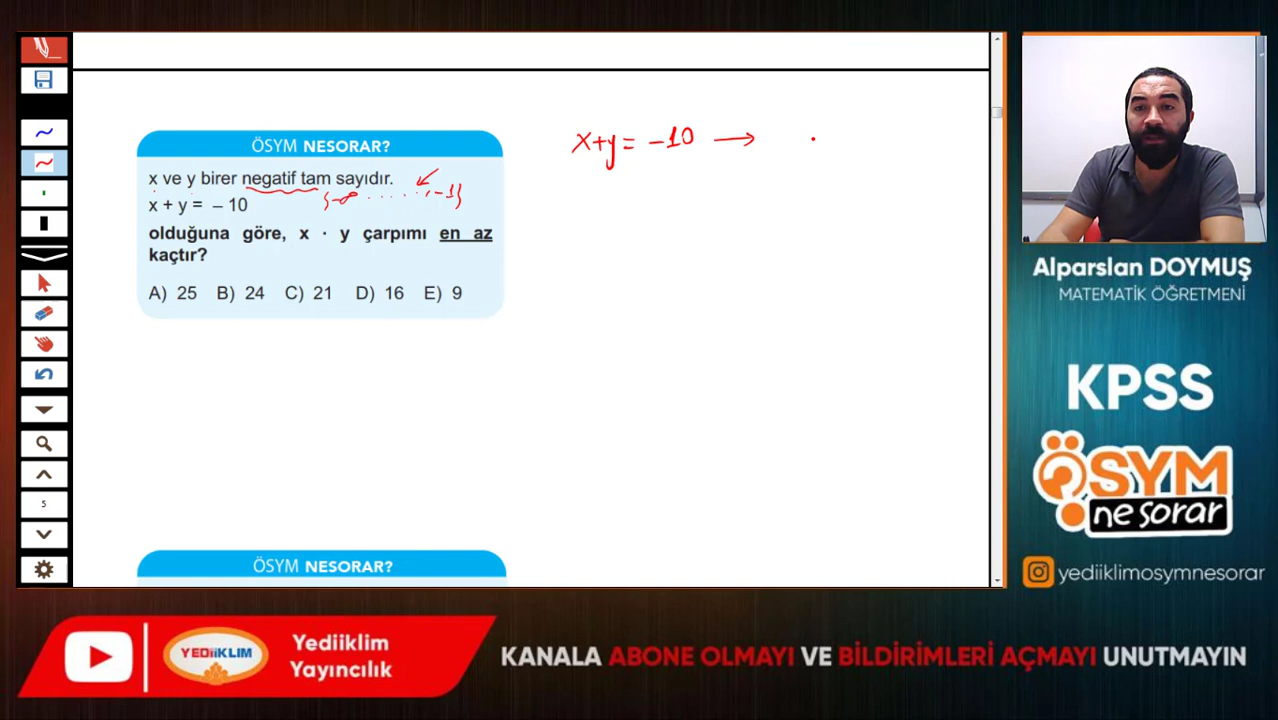 ÖSYM NESORAR?
x ve y birer negatif tam sayıdır.
{-∞ . . . . . . , -1}
x + y = – 10
olduğuna göre, x · y çarpımı en az
kaçtır?
A) 25 B) 24 C) 21 D) 16 E) 9
x+y = -10 →
5
ÖSYM NESORAR?
Alparslan DOYMUŞ
MATEMATİK ÖĞRETMENİ
KPSS
ÖSYM
ne sorar
yediiklimosymnesorar
YEDİİKLİM
Yediiklim
Yayıncılık
KANALA ABONE OLMAYI VE BİLDİRİMLERİ AÇMAYI UNUTMAYIN